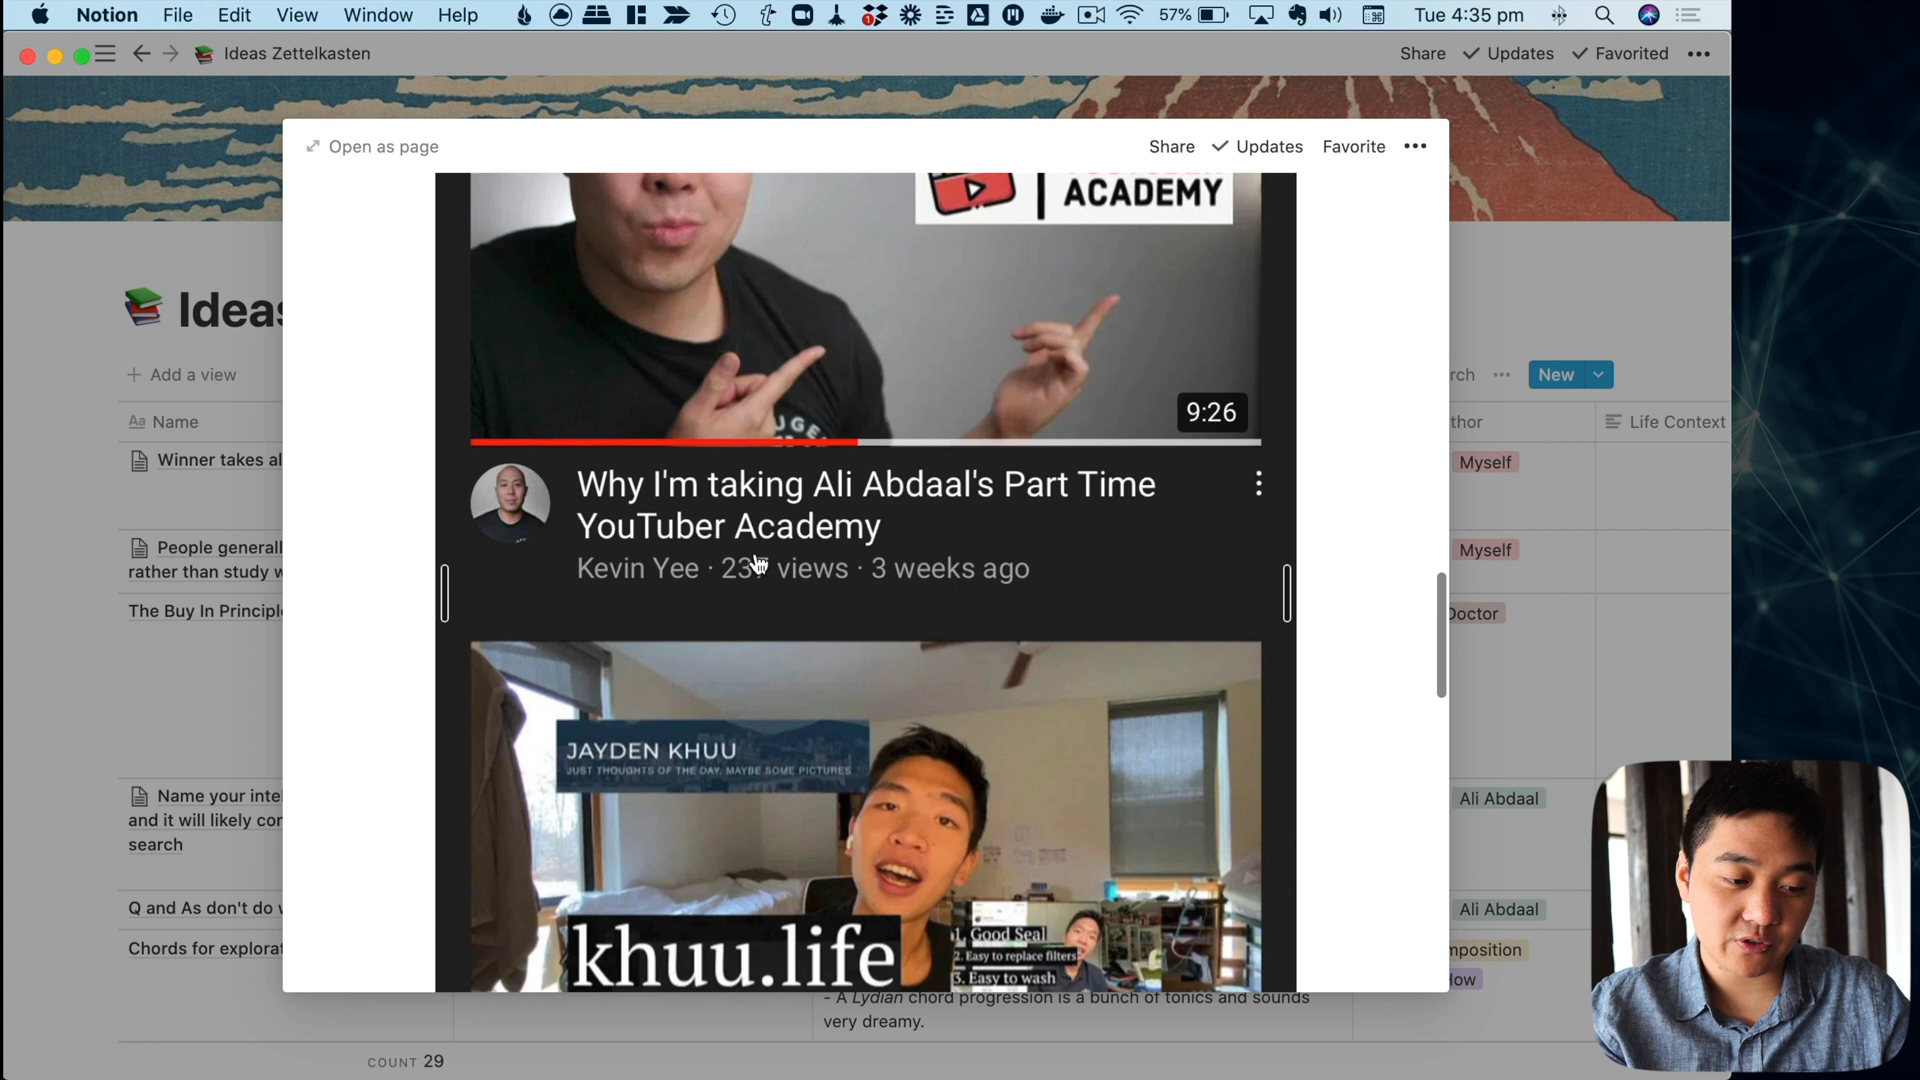 Notion File Edit View Window Help
57%
Tue 4:35 pm
Ideas Zettelkasten
Share Updates Favorited
Open as page
Share Updates Favorite
ACADEMY
9:26
Why I'm taking Ali Abdaal's Part Time
YouTuber Academy
Kevin Yee · 237 views · 3 weeks ago
JAYDEN KHUU
JUST THOUGHTS OF THE DAY, MAYBE SOME PICTURES
khuu.life
1. Good Seal
2. Easy to replace filters
3. Easy to wash
Ideas
Add a view
rch
New
Aa Name
thor
Life Context
Winner takes al
Myself
People generall
rather than study w
Myself
The Buy In Principl
Doctor
Name your inte
and it will likely cor
search
Ali Abdaal
Q and As don't do
Ali Abdaal
Chords for explorat
mposition
- A Lydian chord progression is a bunch of tonics and sounds
very dreamy.
COUNT 29